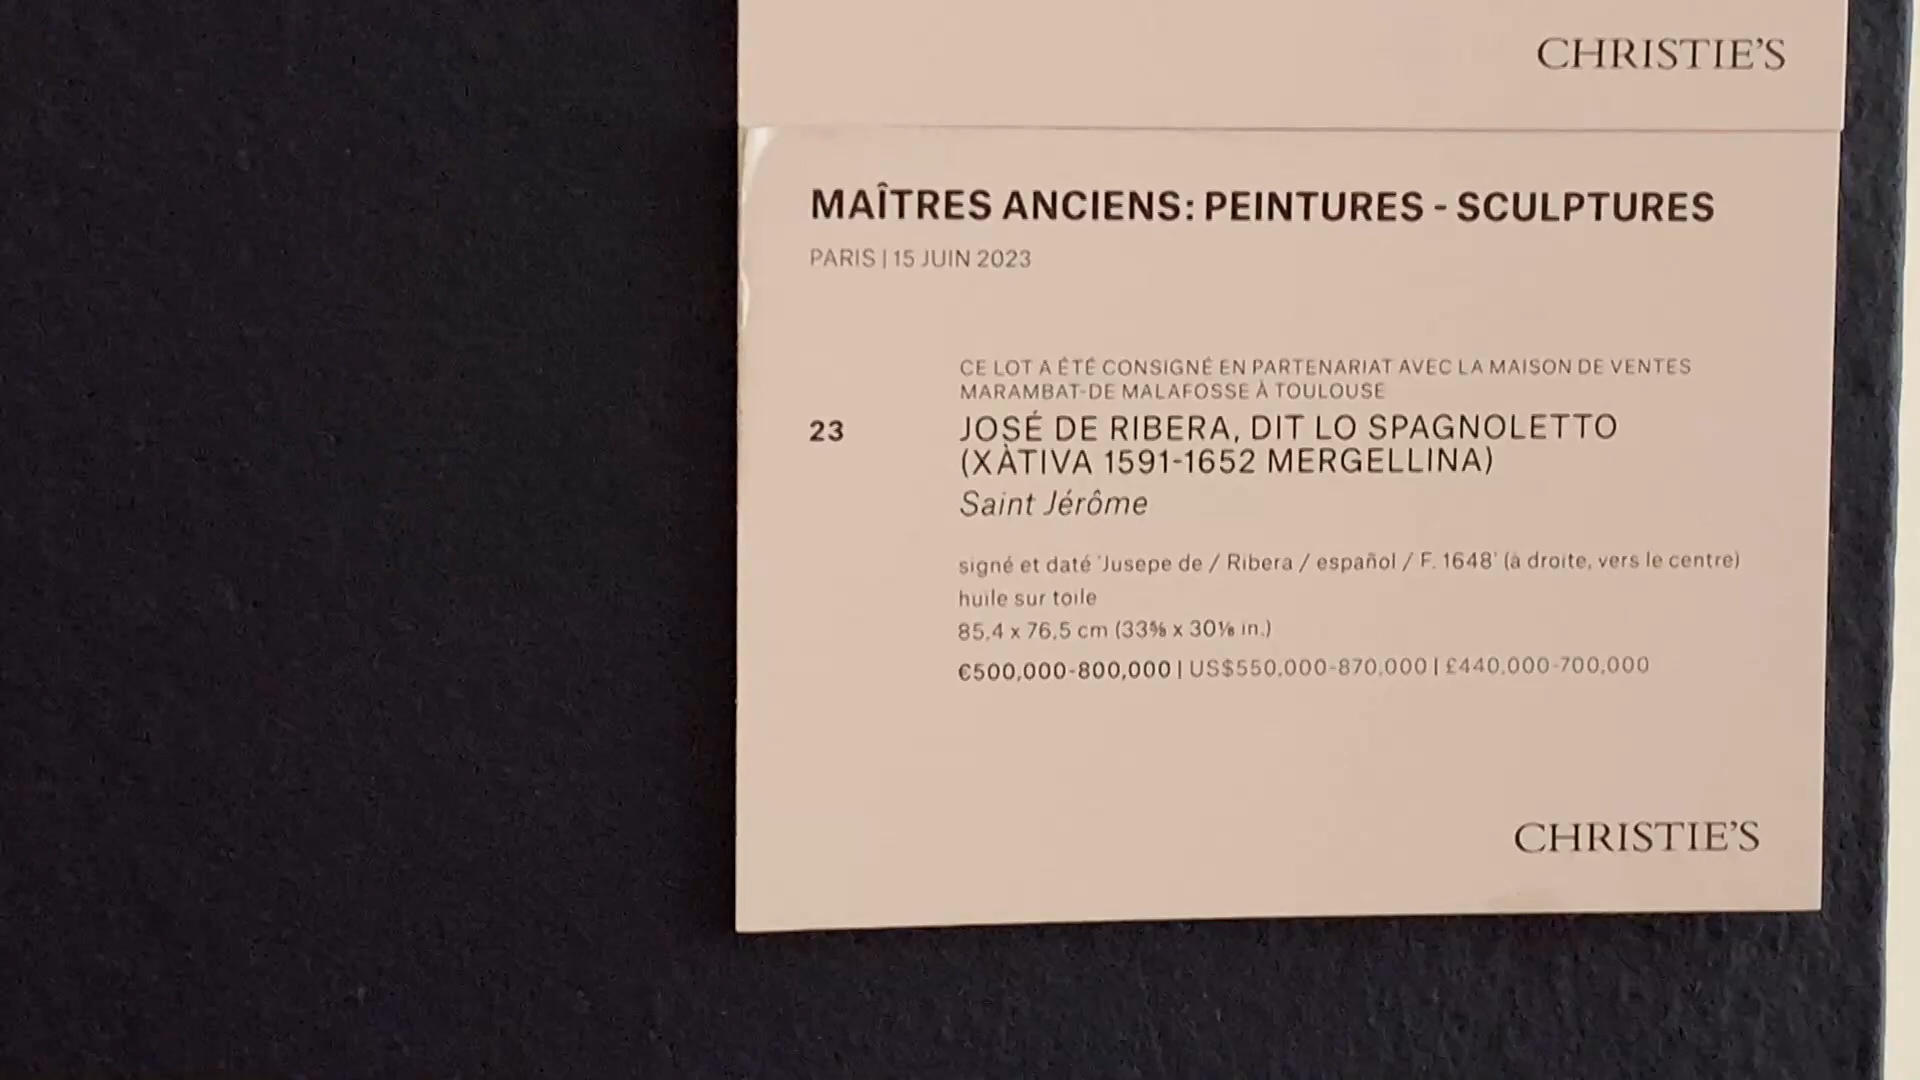 CHRISTIE'S
MAÎTRES ANCIENS: PEINTURES - SCULPTURES
PARIS | 15 JUIN 2023
CE LOT A ÉTÉ CONSIGNÉ EN PARTENARIAT AVEC LA MAISON DE VENTES
MARAMBAT-DE MALAFOSSE À TOULOUSE
23 JOSÉ DE RIBERA, DIT LO SPAGNOLETTO
(XÀTIVA 1591-1652 MERGELLINA)
Saint Jérôme
signé et daté 'Jusepe de / Ribera / español / F. 1648' (à droite, vers le centre)
huile sur toile
85,4 x 76,5 cm (33⅝ x 30⅛ in.)
€500,000-800,000 | US$550,000-870,000 | £440,000-700,000
CHRISTIE'S